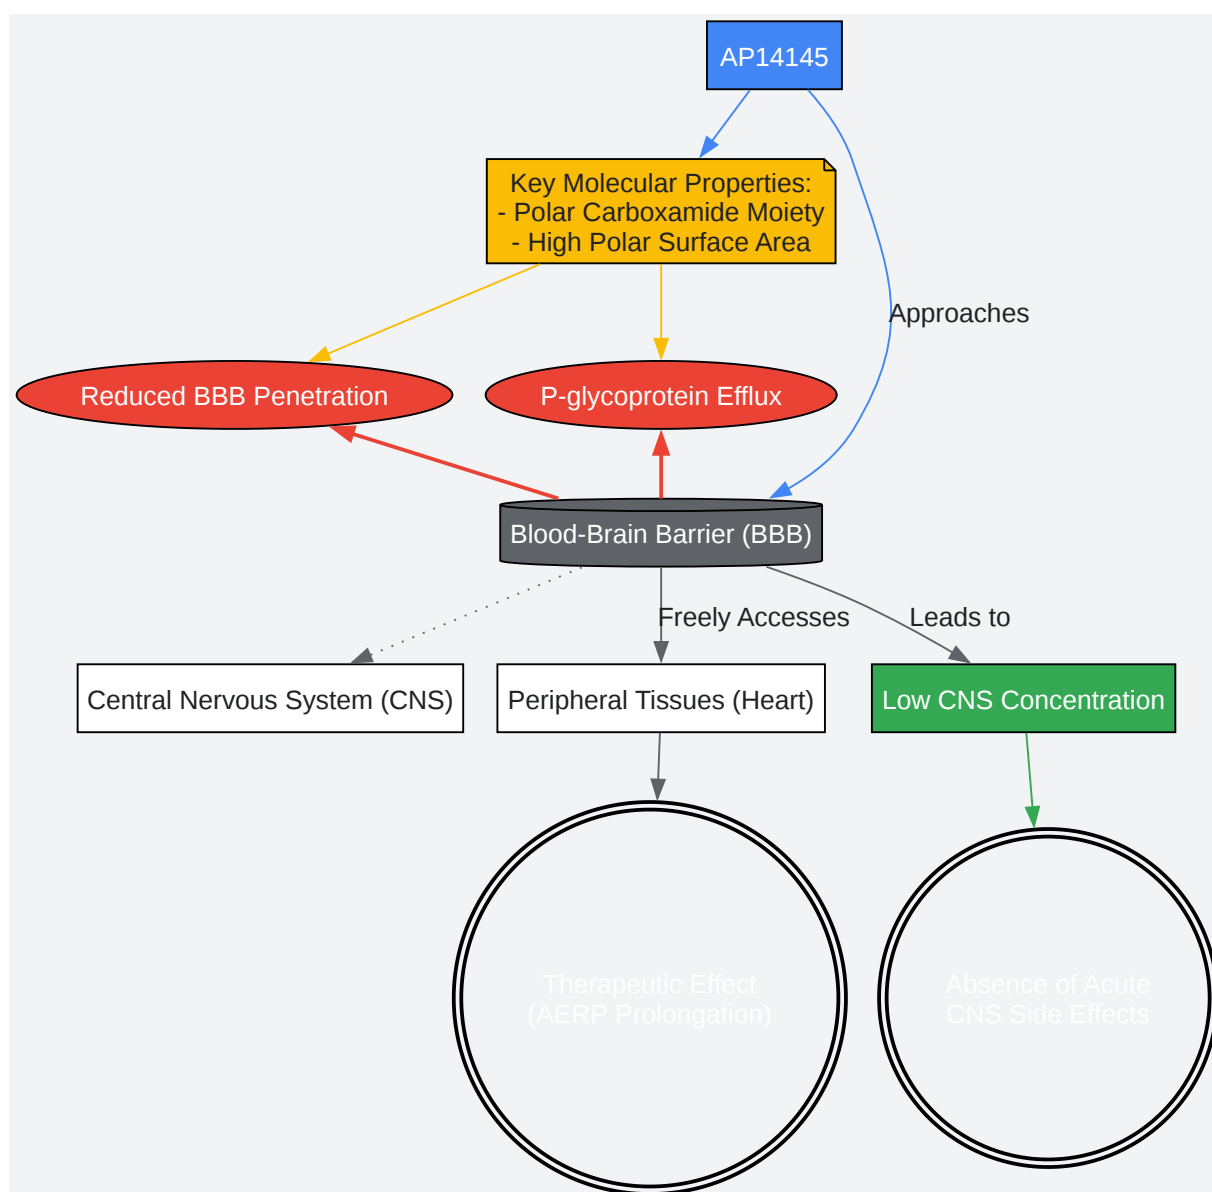 AP14145
Key Molecular Properties:
- Polar Carboxamide Moiety
- High Polar Surface Area
Approaches
Reduced BBB Penetration
P-glycoprotein Efflux
Blood-Brain Barrier (BBB)
Freely Accesses
Leads to
Central Nervous System (CNS)
Peripheral Tissues (Heart)
Low CNS Concentration
Therapeutic Effect
(AERP Prolongation)
Absence of Acute
CNS Side Effects